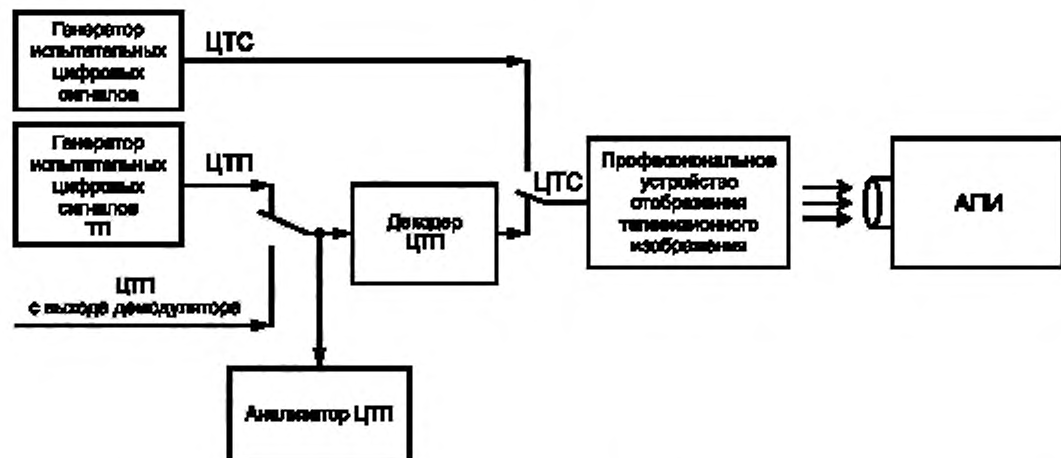 Генератор
испытательных
цифровых
сигналов
ЦТС
Генератор
испытательных
цифровых
сигналов
ТП
ЦТП
ЦТП
с выхода демодулятора
Декодер
ЦТП
ЦТС
Профессиональное
устройство
отображения
телевизионного
изображения
АПИ
Анализатор ЦТП